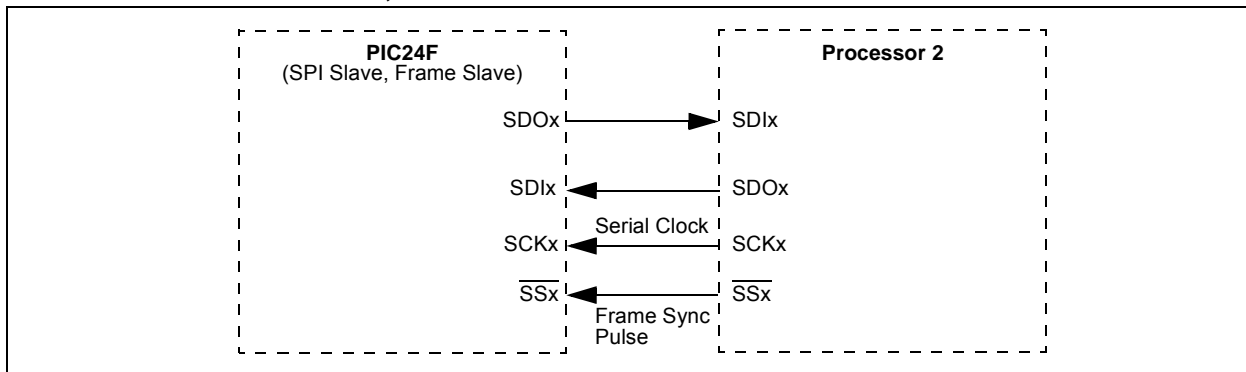 PIC24F
(SPI Slave, Frame Slave)
Processor 2
SDOx
SDIx
SDIx
SDOx
Serial Clock
SCKx
SCKx
SSx
SSx
Frame Sync
Pulse